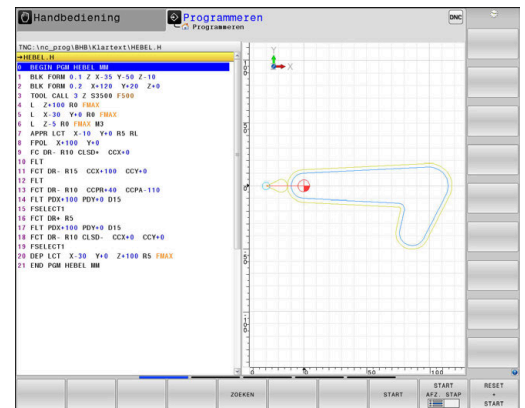 Handbediening
Programmeren
Programmeren
DNC
TNC:\nc_prog\BHB\Klartext\HEBEL.H
→HEBEL.H
0 BEGIN PGM HEBEL MM
1 BLK FORM 0.1 Z X-35 Y-50 Z-10
2 BLK FORM 0.2 X+120 Y+20 Z+0
3 TOOL CALL 3 Z S3500 F500
4 L Z+100 R0 FMAX
5 L X-30 Y+0 R0 FMAX
6 L Z-5 R0 FMAX M3
7 APPR LCT X-10 Y+0 R5 RL
8 FPOL X+100 Y+0
9 FC DR- R10 CLSD+ CCX+0
10 FLT
11 FCT DR- R15 CCX+100 CCY+0
12 FLT
13 FCT DR- R10 CCPR+40 CCPA-110
14 FLT PDX+100 PDY+0 D15
15 FSELECT1
16 FCT DR+ R5
17 FLT PDX+100 PDY+0 D15
18 FCT DR- R10 CLSD- CCX+0 CCY+0
19 FSELECT1
20 DEP LCT X-30 Y+0 Z+100 R5 FMAX
21 END PGM HEBEL MM
Y
X
0
50
100
ZOEKEN
START
START
AFZ. STAP
RESET
+
START